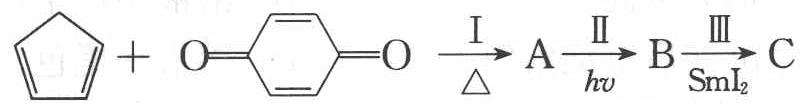 + O O Ⅰ △ A Ⅱ hν B Ⅲ SmI₂ C